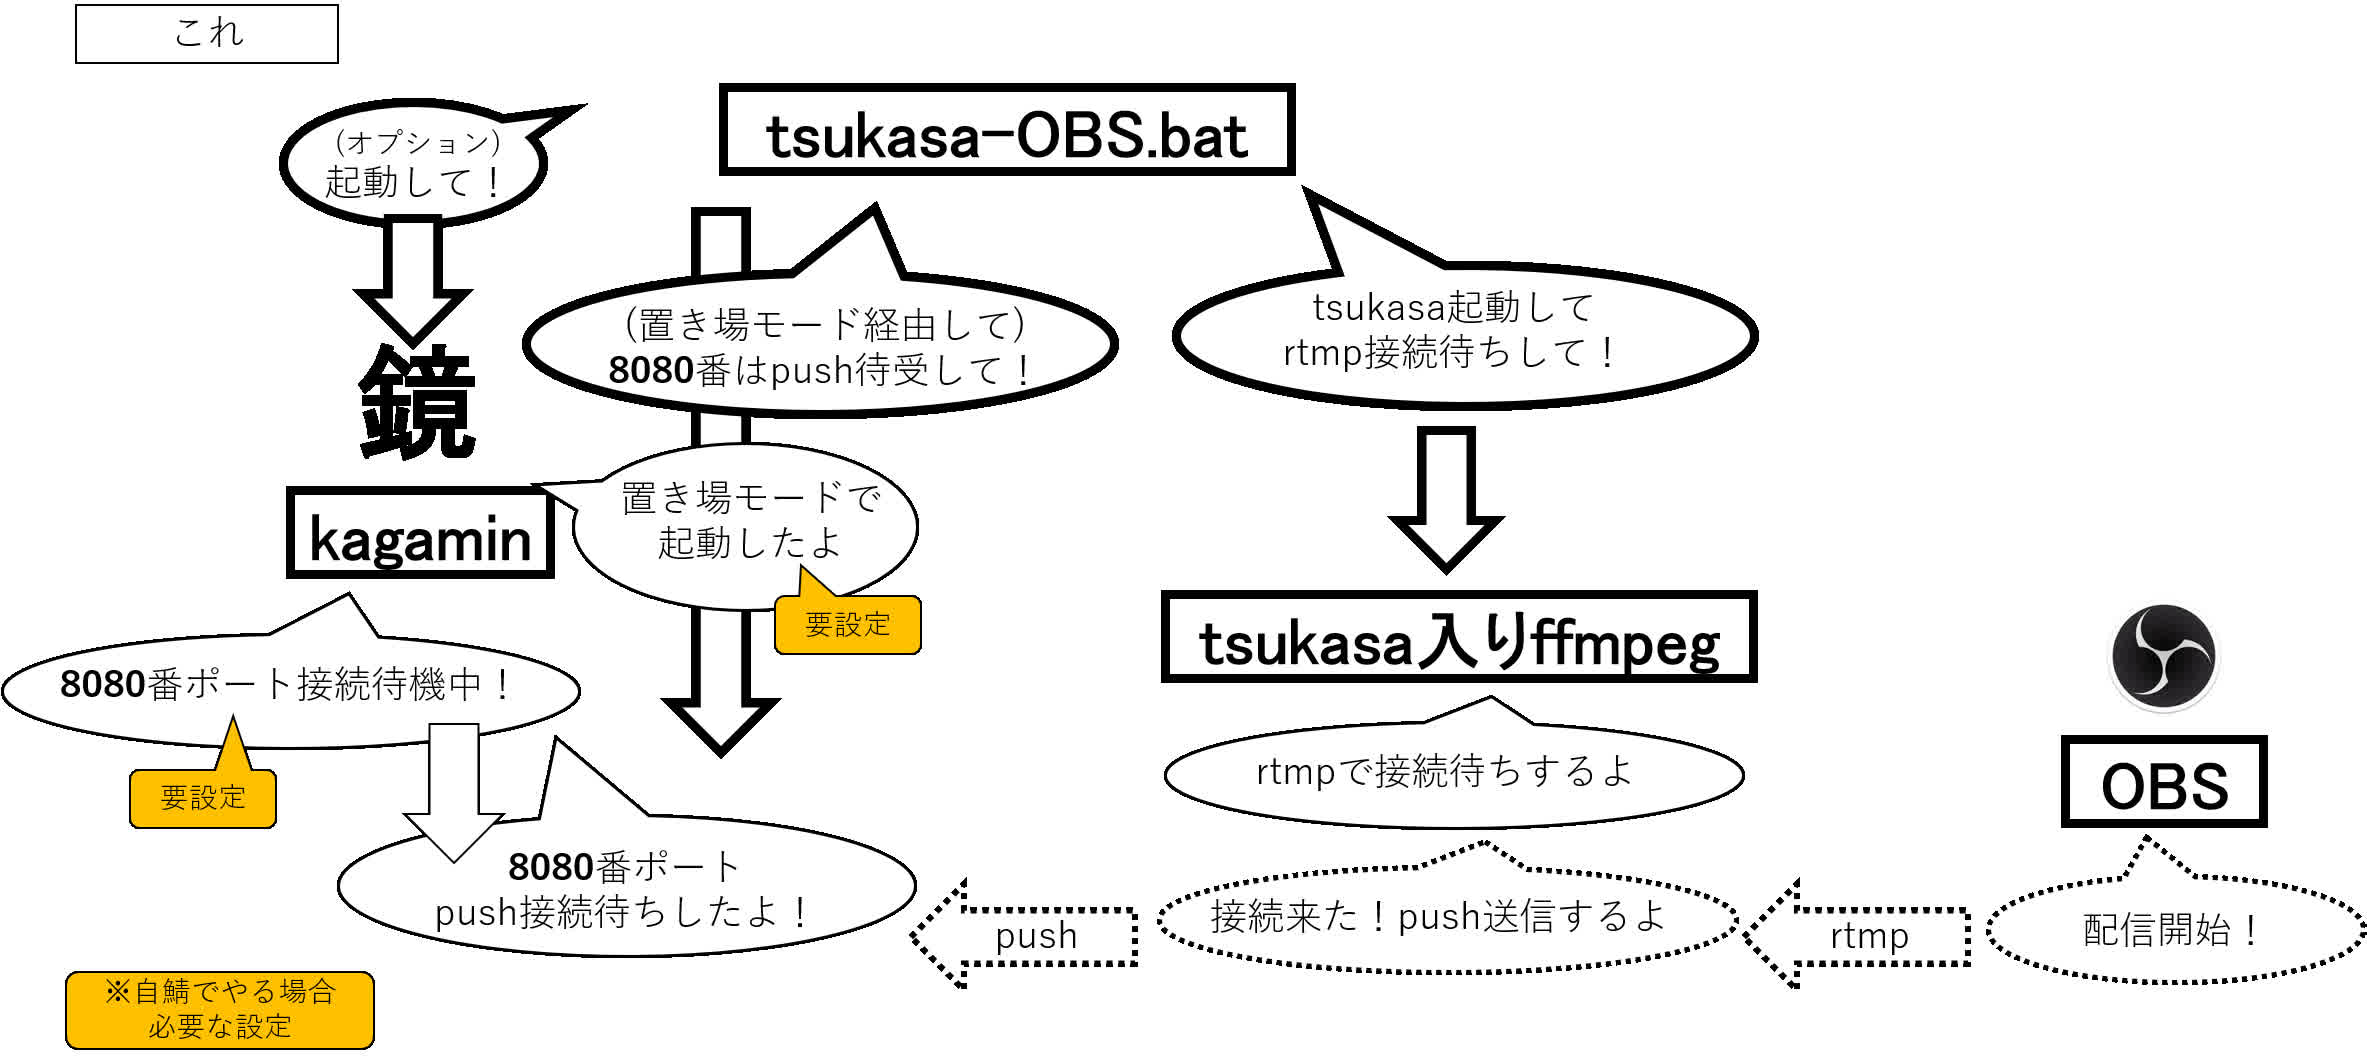 これ
tsukasa-OBS.bat
（オプション）
起動して！
（置き場モード経由して）
8080番はpush待受して！
tsukasa起動して
rtmp接続待ちして！
鏡
kagamin
置き場モードで
起動したよ
要設定
tsukasa入りffmpeg
8080番ポート接続待機中！
要設定
rtmpで接続待ちするよ
OBS
8080番ポート
push接続待ちしたよ！
push
接続来た！push送信するよ
rtmp
配信開始！
※自鯖でやる場合
必要な設定